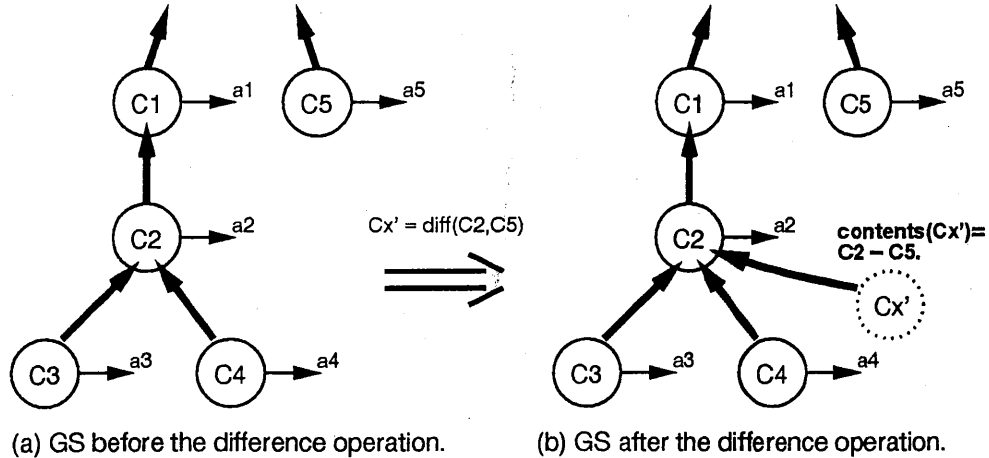 C1 a1 C5 a5 C1 a1 C5 a5
C2 a2 Cx' = diff(C2,C5) C2 a2 contents(Cx')=
C2 – C5.
Cx'
C3 a3 C4 a4 C3 a3 C4 a4
(a) GS before the difference operation. (b) GS after the difference operation.